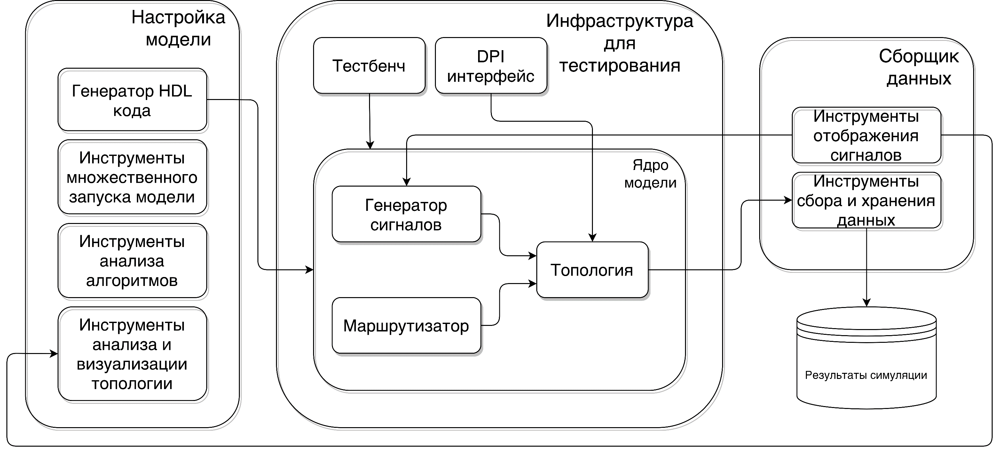 Настройка
модели
Генератор HDL
кода
Инструменты
множественного
запуска модели
Инструменты
анализа
алгоритмов
Инструменты
анализа и
визуализации
топологии
Инфраструктура
для
тестирования
Тестбенч
DPI
интерфейс
Ядро
модели
Генератор
сигналов
Топология
Маршрутизатор
Сборщик
данных
Инструменты
отображения
сигналов
Инструменты
сбора и хранения
данных
Результаты симуляции